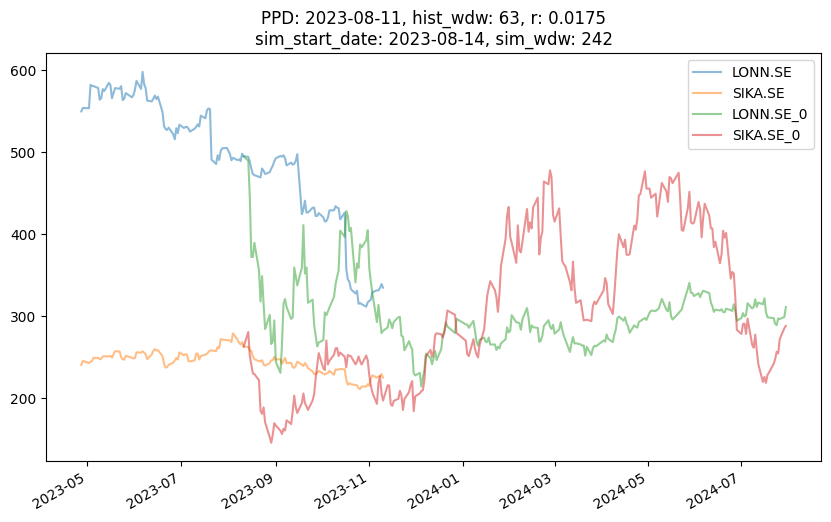 PPD: 2023-08-11, hist_wdw: 63, r: 0.0175
sim_start_date: 2023-08-14, sim_wdw: 242
LONN.SE
SIKA.SE
LONN.SE_0
SIKA.SE_0
600
500
400
300
200
2023-05
2023-07
2023-09
2023-11
2024-01
2024-03
2024-05
2024-07